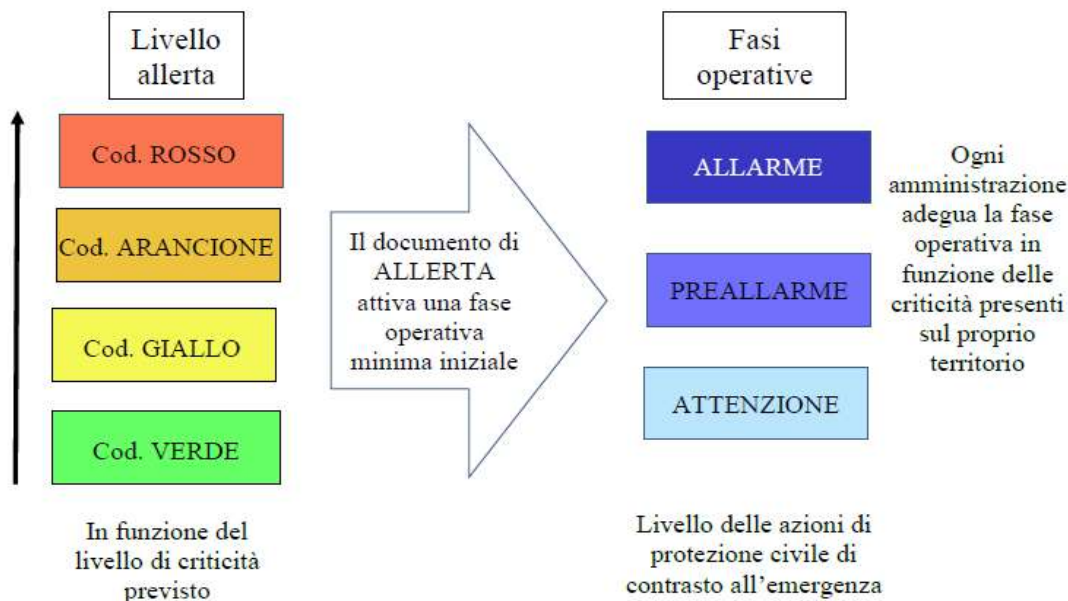 Livello
allerta
Cod. ROSSO
Cod. ARANCIONE
Cod. GIALLO
Cod. VERDE
In funzione del
livello di criticità
previsto
Il documento di
ALLERTA
attiva una fase
operativa
minima iniziale
Fasi
operative
ALLARME
PREALLARME
ATTENZIONE
Livello delle azioni di
protezione civile di
contrasto all’emergenza
Ogni
amministrazione
adegua la fase
operativa in
funzione delle
criticità presenti
sul proprio
territorio